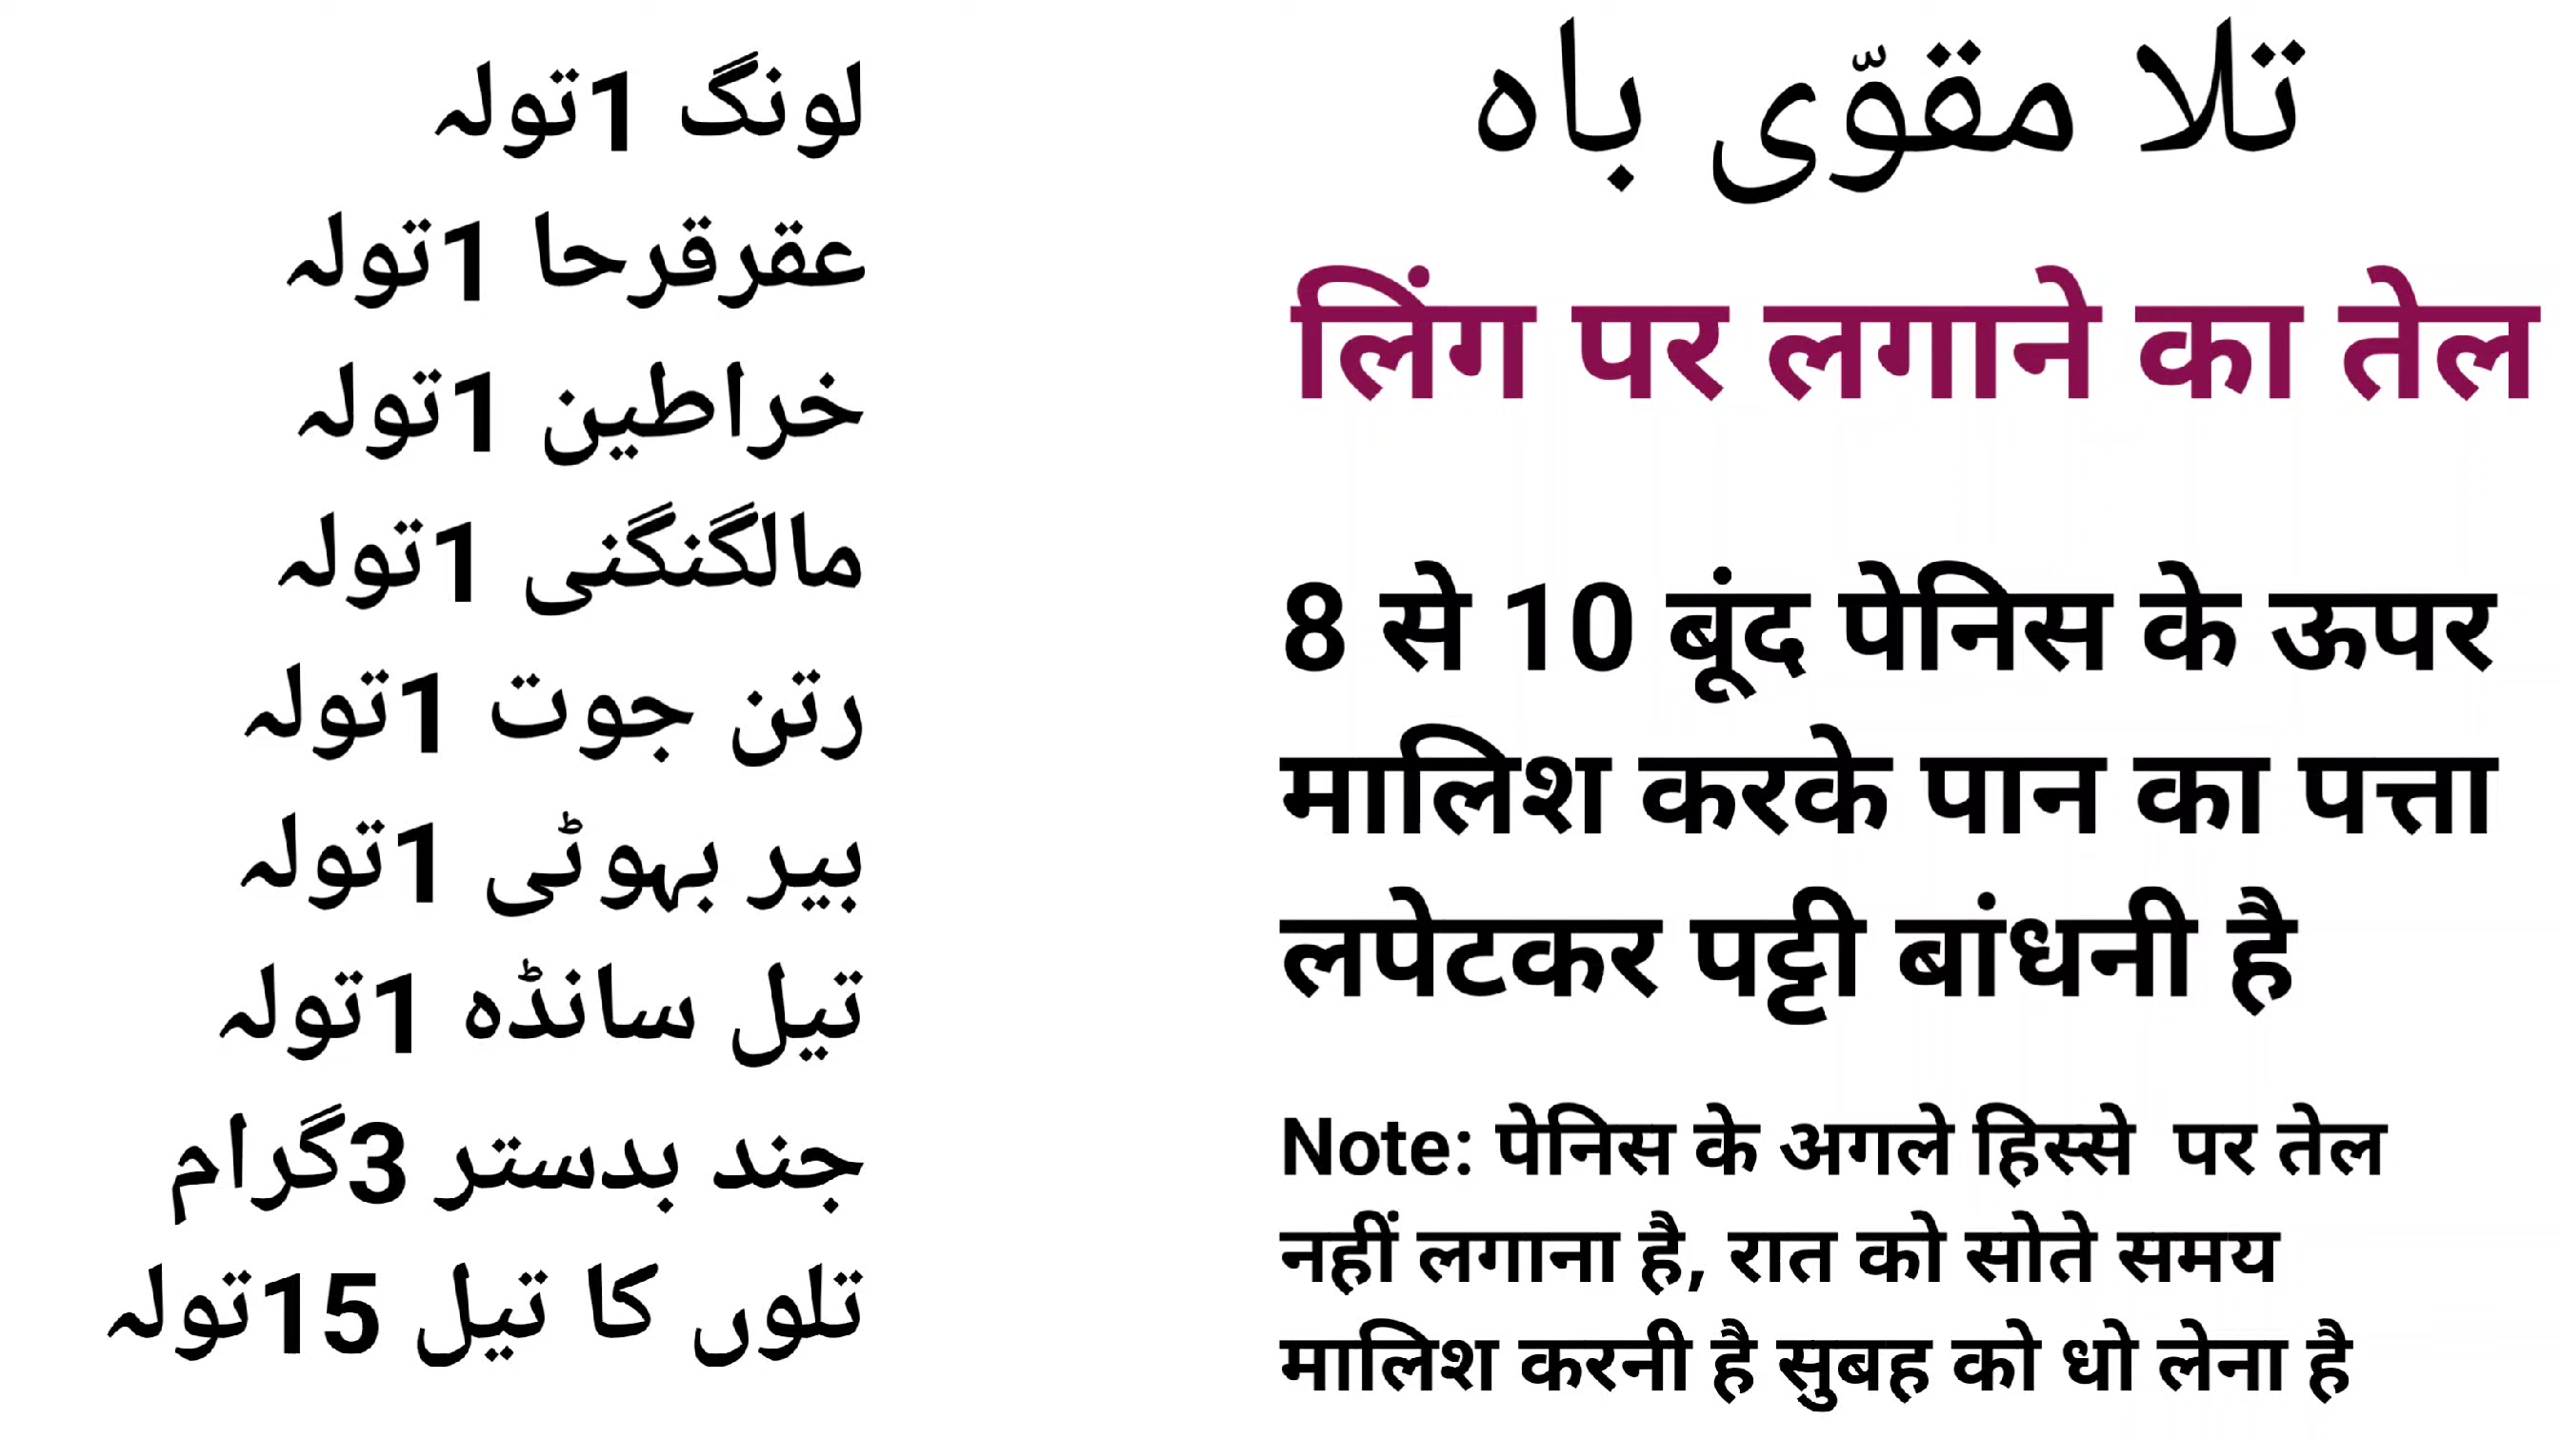 تلا مقوّی باہ
लिंग पर लगाने का तेल
لونگ 1تولہ
عقرقرحا 1تولہ
خراطین 1تولہ
مالگنگنی 1تولہ
رتن جوت 1تولہ
بیر بہوٹی 1تولہ
تیل سانڈہ 1تولہ
جند بدستر 3گرام
تلوں کا تیل 15تولہ
8 से 10 बूंद पेनिस के ऊपर
मालिश करके पान का पत्ता
लपेटकर पट्टी बांधनी है
Note: पेनिस के अगले हिस्से पर तेल
नहीं लगाना है, रात को सोते समय
मालिश करनी है सुबह को धो लेना है